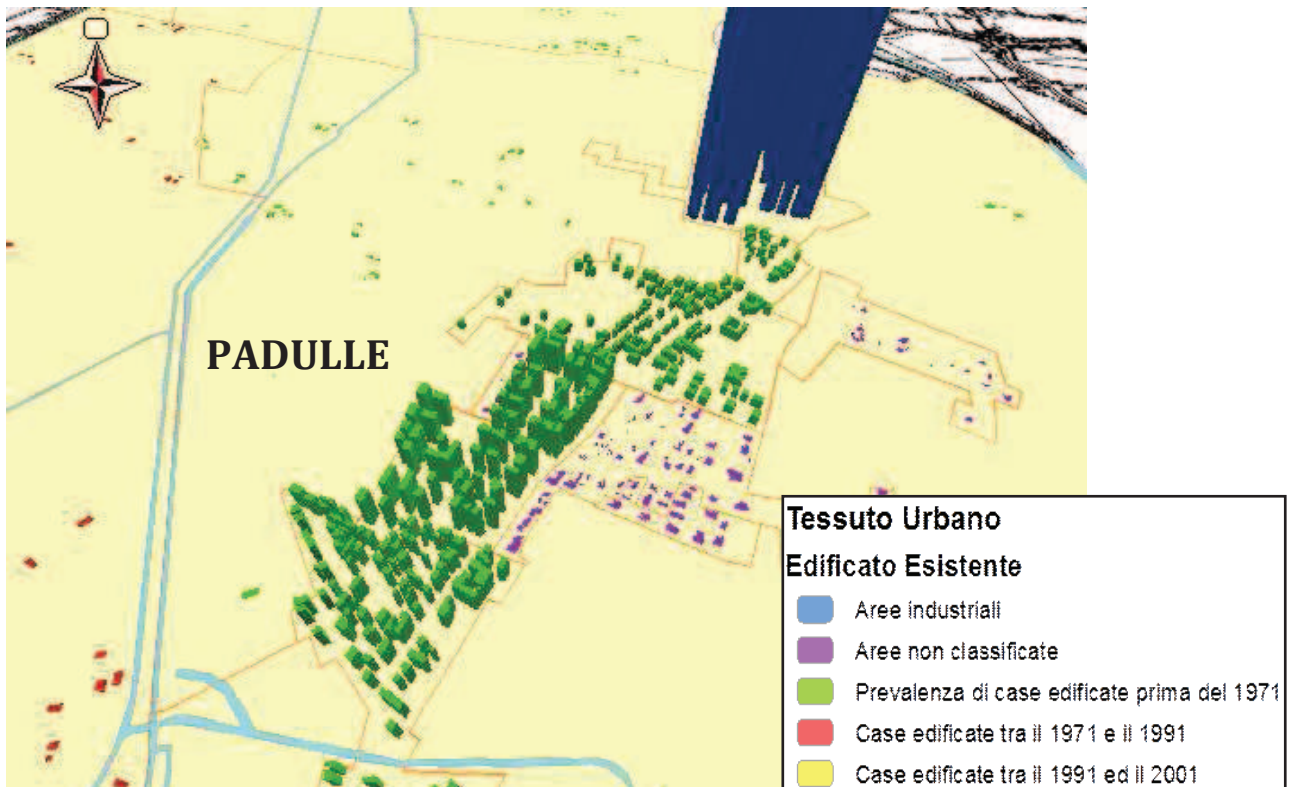 PADULLE
Tessuto Urbano
Edificato Esistente
Aree industriali
Aree non classificate
Prevalenza di case edificate prima del 1971
Case edificate tra il 1971 e il 1991
Case edificate tra il 1991 ed il 2001